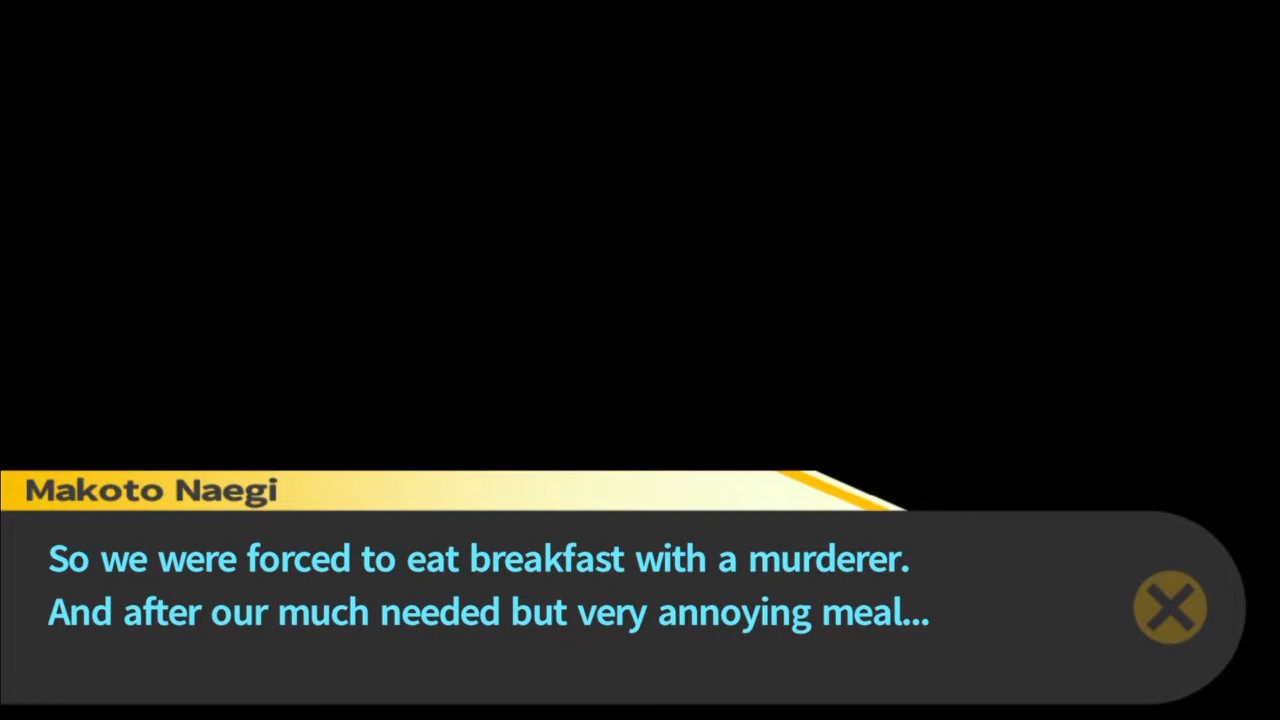 Makoto Naegi
So we were forced to eat breakfast with a murderer.
And after our much needed but very annoying meal...